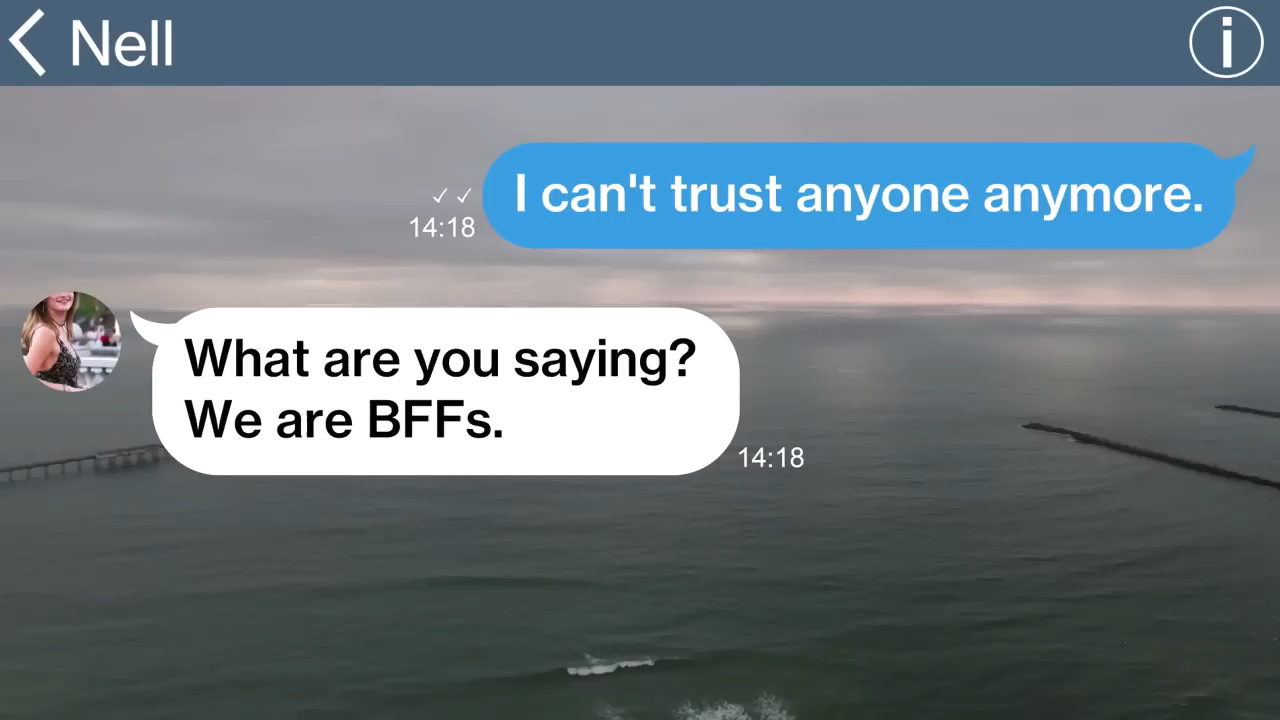 Nell
I can't trust anyone anymore.
14:18
What are you saying?
We are BFFs.
14:18